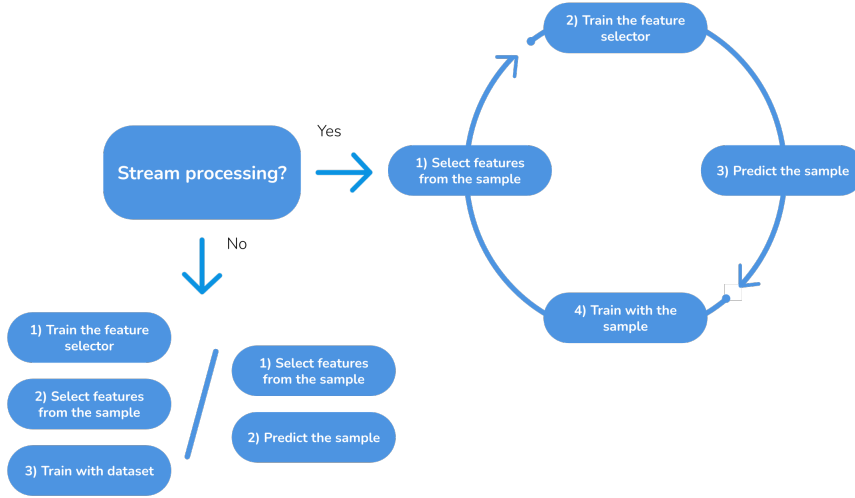 2) Train the feature
selector
Yes
Stream processing?
1) Select features
from the sample
3) Predict the sample
No
4) Train with the
sample
1) Train the feature
selector
2) Select features
from the sample
3) Train with dataset
1) Select features
from the sample
2) Predict the sample